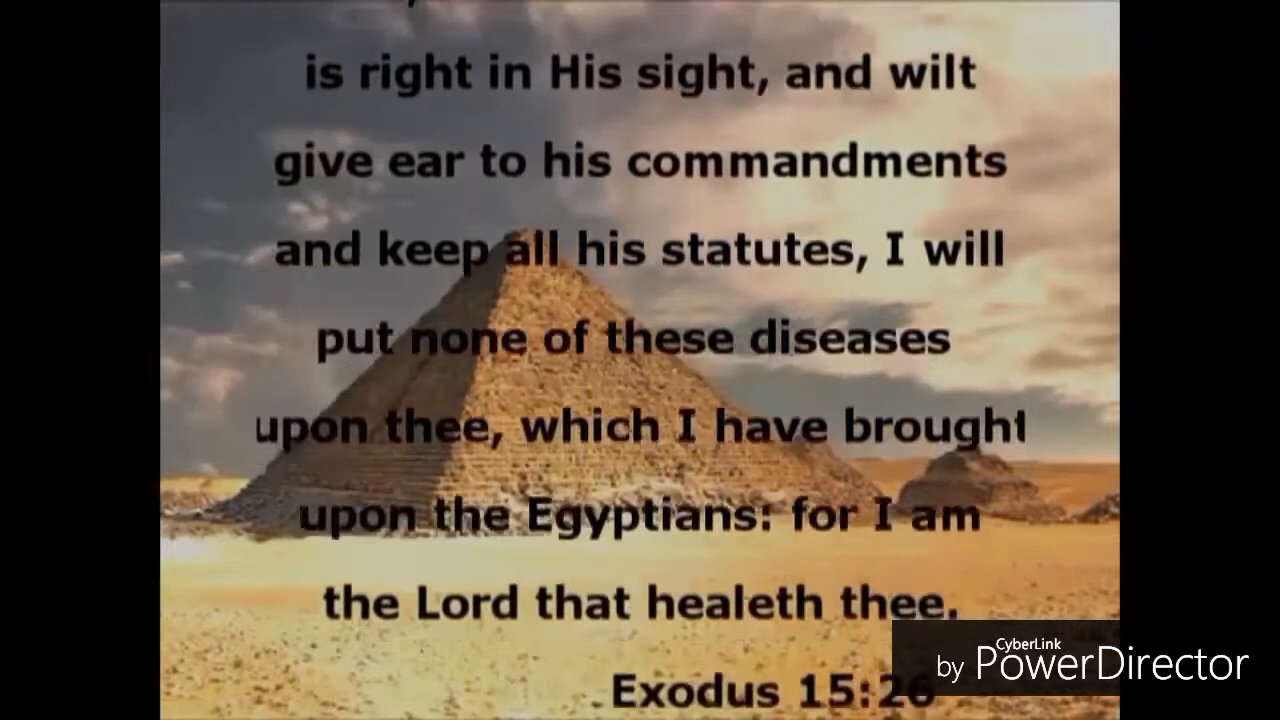 is right in His sight, and wilt
give ear to his commandments
and keep all his statutes, I will
put none of these diseases
upon thee, which I have brought
upon the Egyptians: for I am
the Lord that healeth thee.
Exodus 15:26
CyberLink
by PowerDirector